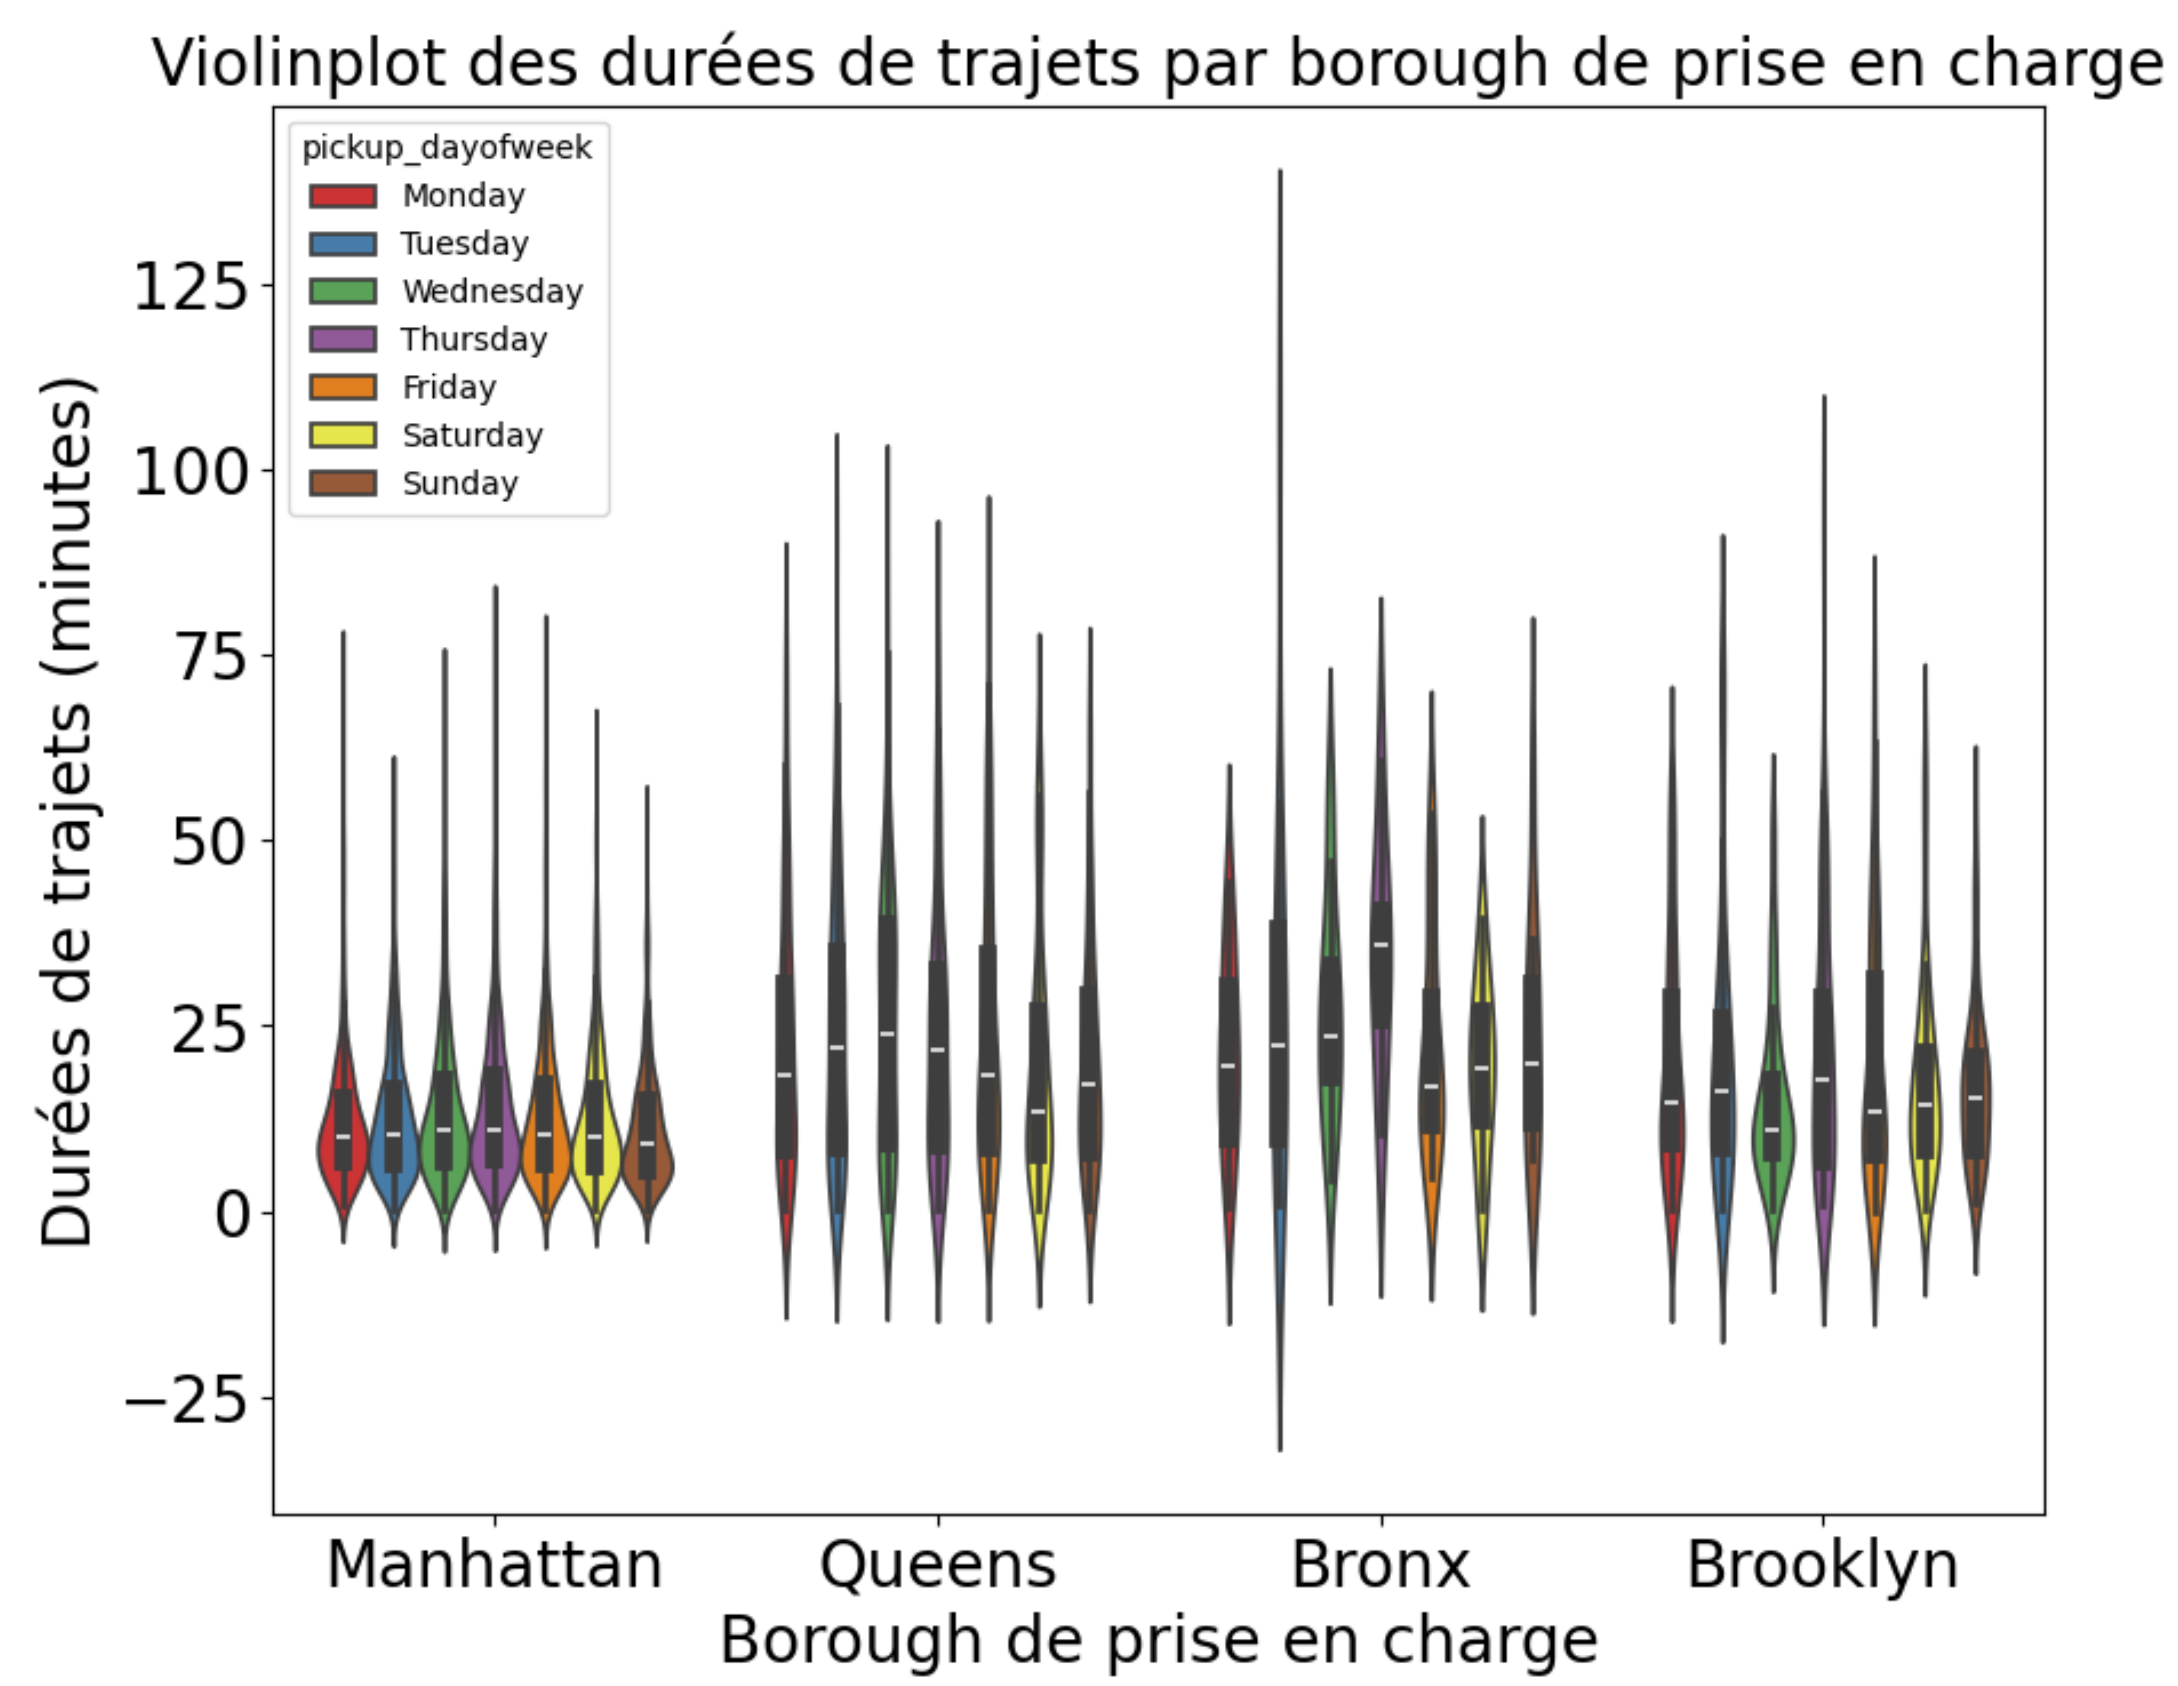 Violinplot des durées de trajets par borough de prise en charge
pickup_dayofweek
Monday
Tuesday
Wednesday
Thursday
Friday
Saturday
Sunday
Durées de trajets (minutes)
125
100
75
50
25
0
−25
Manhattan Queens Bronx Brooklyn
Borough de prise en charge